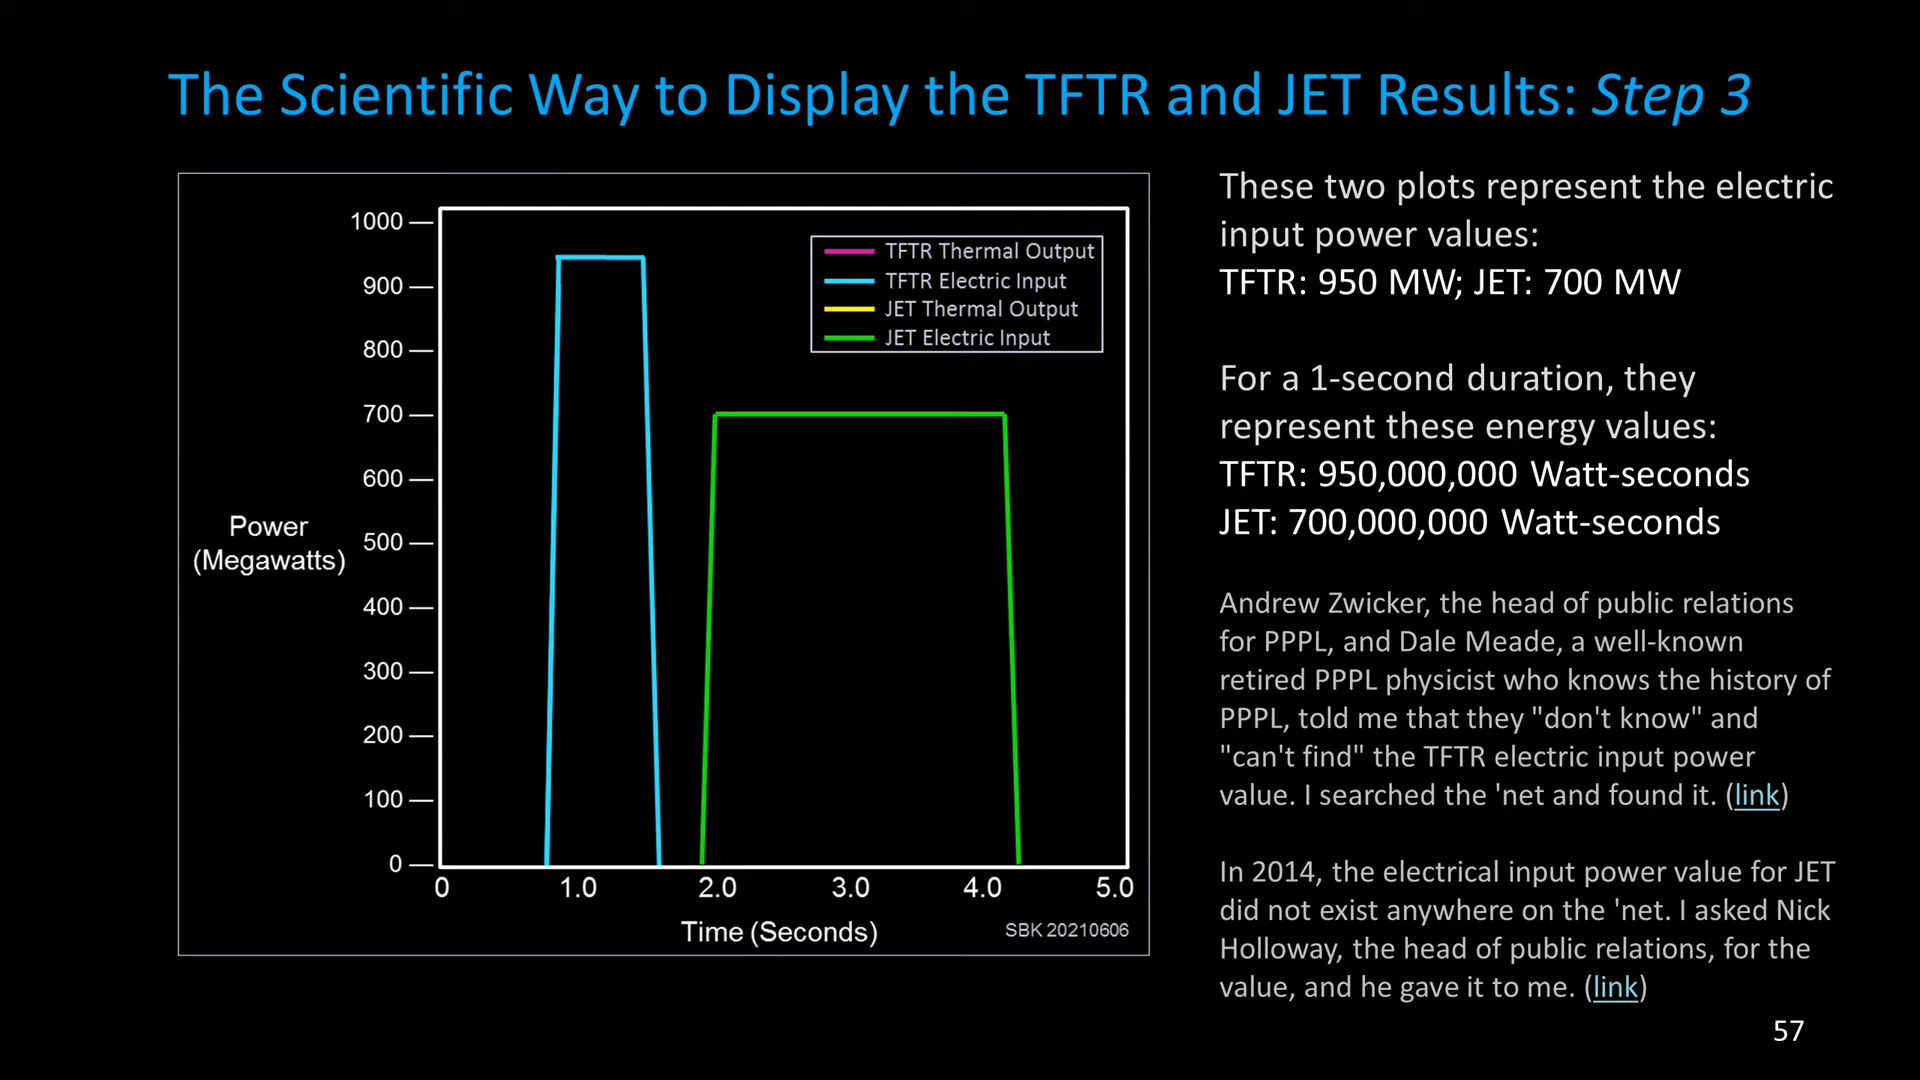 The Scientific Way to Display the TFTR and JET Results: Step 3
1000
900
800
700
600
500
400
300
200
100
0
Power
(Megawatts)
TFTR Thermal Output
TFTR Electric Input
JET Thermal Output
JET Electric Input
0 1.0 2.0 3.0 4.0 5.0
Time (Seconds)
SBK 20210606
These two plots represent the electric
input power values:
TFTR: 950 MW; JET: 700 MW
For a 1-second duration, they
represent these energy values:
TFTR: 950,000,000 Watt-seconds
JET: 700,000,000 Watt-seconds
Andrew Zwicker, the head of public relations
for PPPL, and Dale Meade, a well-known
retired PPPL physicist who knows the history of
PPPL, told me that they "don't know" and
"can't find" the TFTR electric input power
value. I searched the 'net and found it. (link)
In 2014, the electrical input power value for JET
did not exist anywhere on the 'net. I asked Nick
Holloway, the head of public relations, for the
value, and he gave it to me. (link)
57